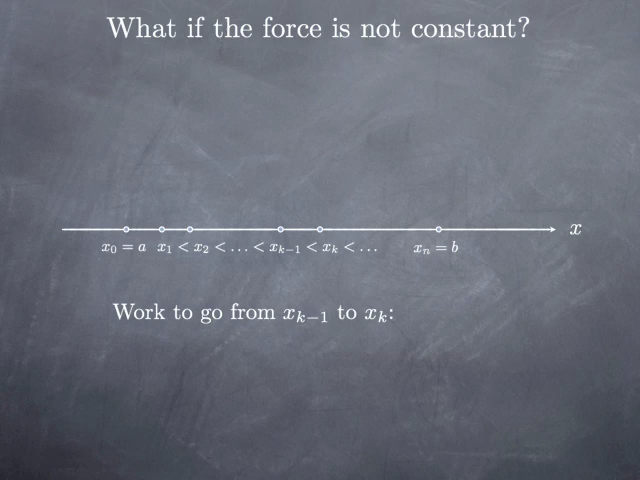 What if the force is not constant?
x
x₀ = a x₁ < x₂ < … < xₖ₋₁ < xₖ < … xₙ = b
Work to go from xₖ₋₁ to xₖ: